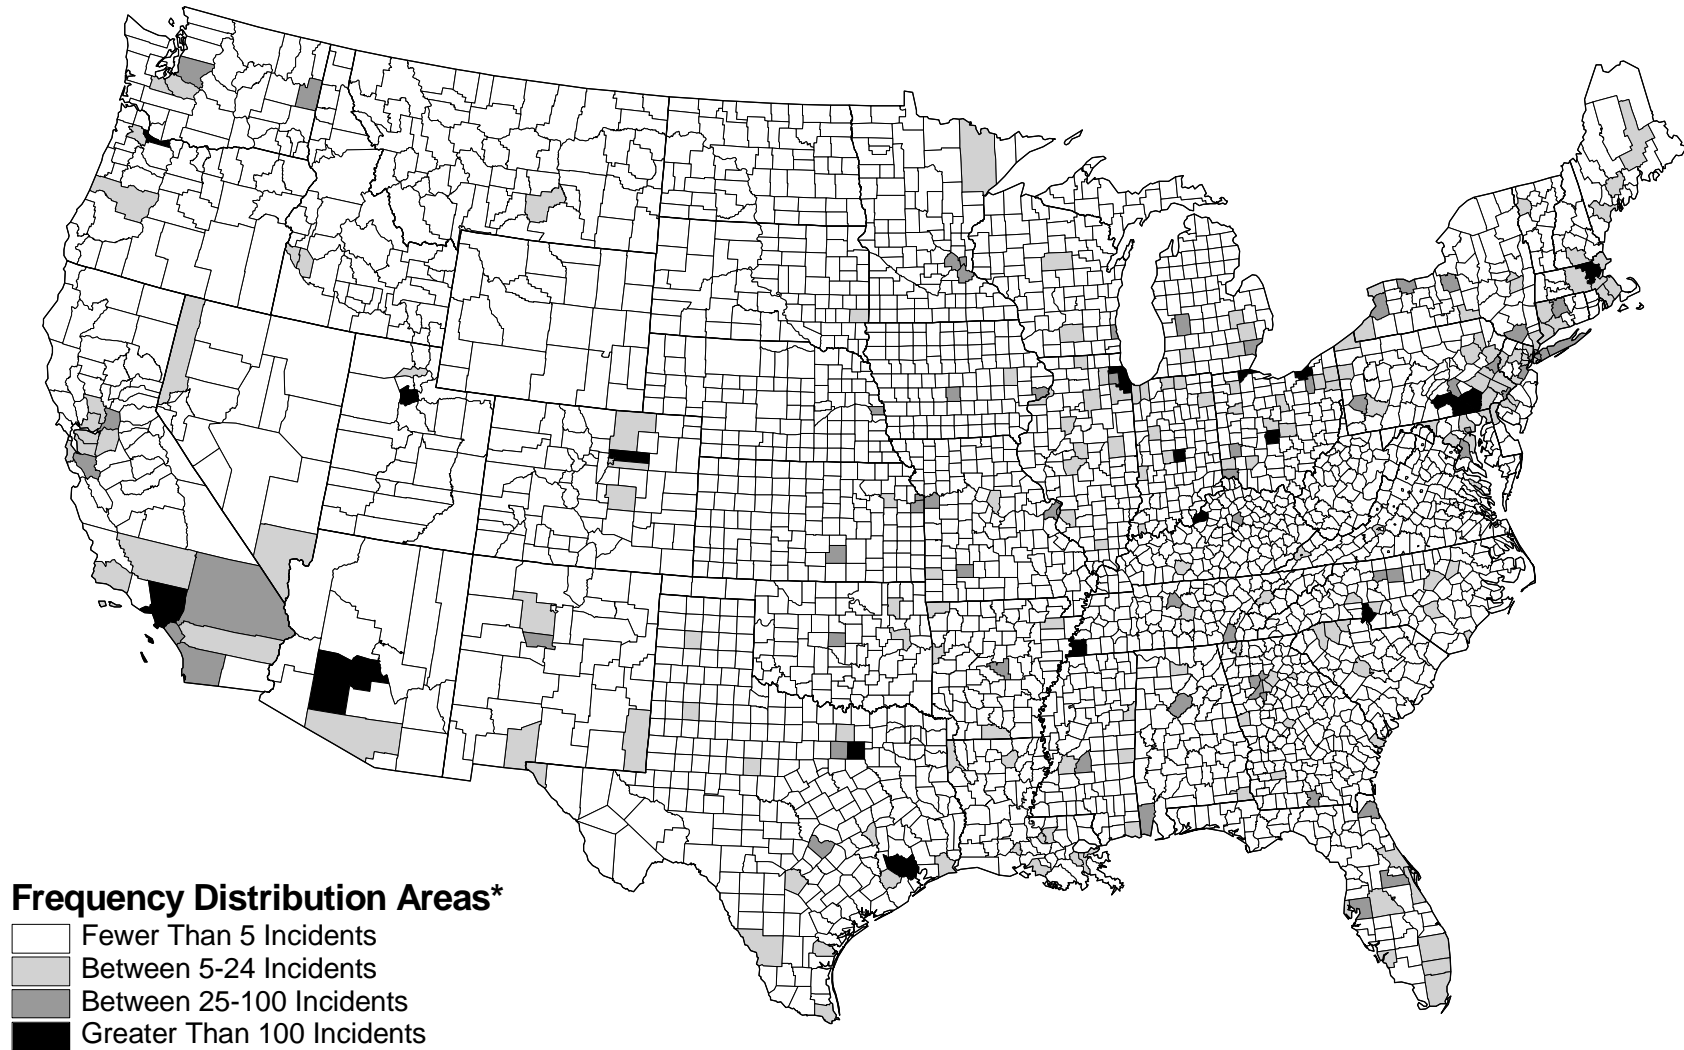 Frequency Distribution Areas*
Fewer Than 5 Incidents
Between 5-24 Incidents
Between 25-100 Incidents
Greater Than 100 Incidents